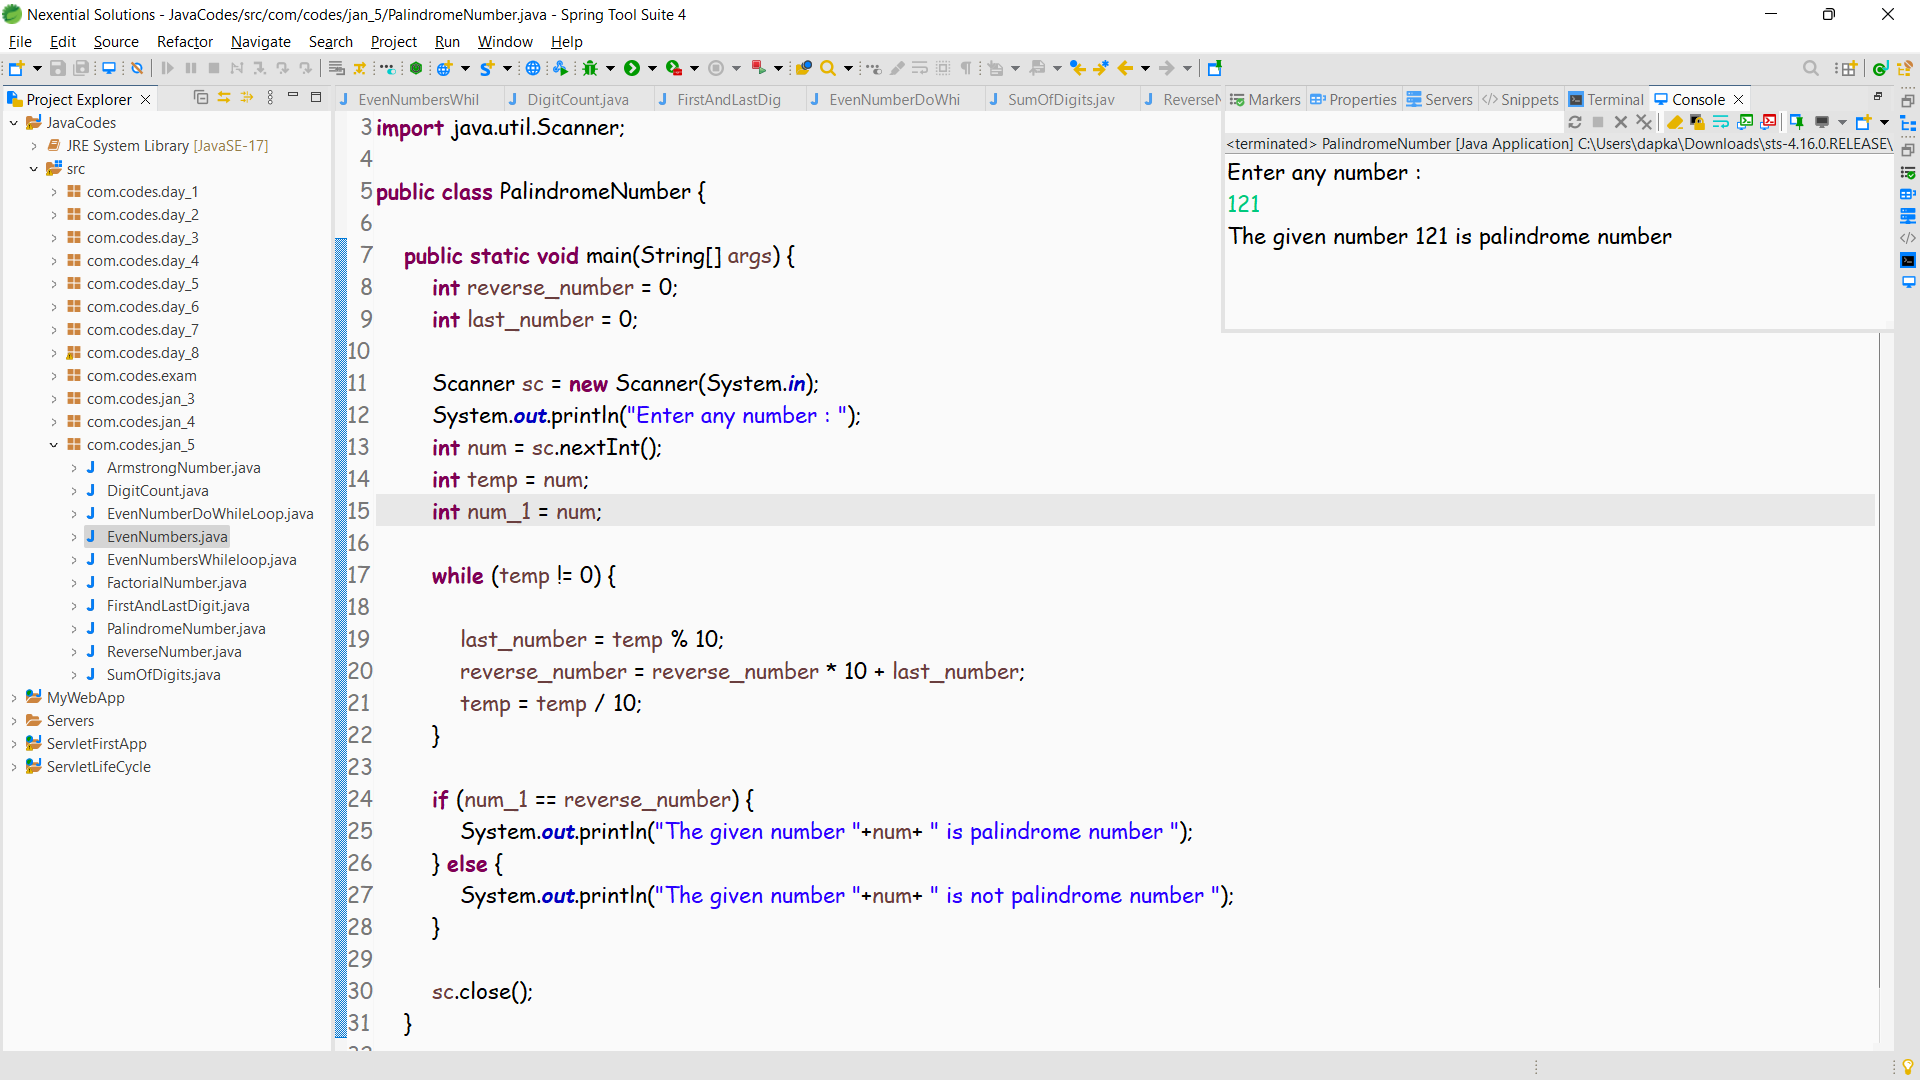 Nexential Solutions - JavaCodes/src/com/codes/jan_5/PalindromeNumber.java - Spring Tool Suite 4
File Edit Source Refactor Navigate Search Project Run Window Help
Project Explorer
JavaCodes
JRE System Library [JavaSE-17]
src
com.codes.day_1
com.codes.day_2
com.codes.day_3
com.codes.day_4
com.codes.day_5
com.codes.day_6
com.codes.day_7
com.codes.day_8
com.codes.exam
com.codes.jan_3
com.codes.jan_4
com.codes.jan_5
ArmstrongNumber.java
DigitCount.java
EvenNumberDoWhileLoop.java
EvenNumbers.java
EvenNumbersWhileloop.java
FactorialNumber.java
FirstAndLastDigit.java
PalindromeNumber.java
ReverseNumber.java
SumOfDigits.java
MyWebApp
Servers
ServletFirstApp
ServletLifeCycle
EvenNumbersWhil DigitCount.java FirstAndLastDig EvenNumberDoWhi SumOfDigits.jav ReverseN
3 import java.util.Scanner;
4
5 public class PalindromeNumber {
6
7 public static void main(String[] args) {
8 int reverse_number = 0;
9 int last_number = 0;
10
11 Scanner sc = new Scanner(System.in);
12 System.out.println("Enter any number : ");
13 int num = sc.nextInt();
14 int temp = num;
15 int num_1 = num;
16
17 while (temp != 0) {
18
19 last_number = temp % 10;
20 reverse_number = reverse_number * 10 + last_number;
21 temp = temp / 10;
22 }
23
24 if (num_1 == reverse_number) {
25 System.out.println("The given number "+num+ " is palindrome number ");
26 } else {
27 System.out.println("The given number "+num+ " is not palindrome number ");
28 }
29
30 sc.close();
31 }
Markers Properties Servers Snippets Terminal Console
<terminated> PalindromeNumber [Java Application] C:\Users\dapka\Downloads\sts-4.16.0.RELEASE\
Enter any number :
121
The given number 121 is palindrome number